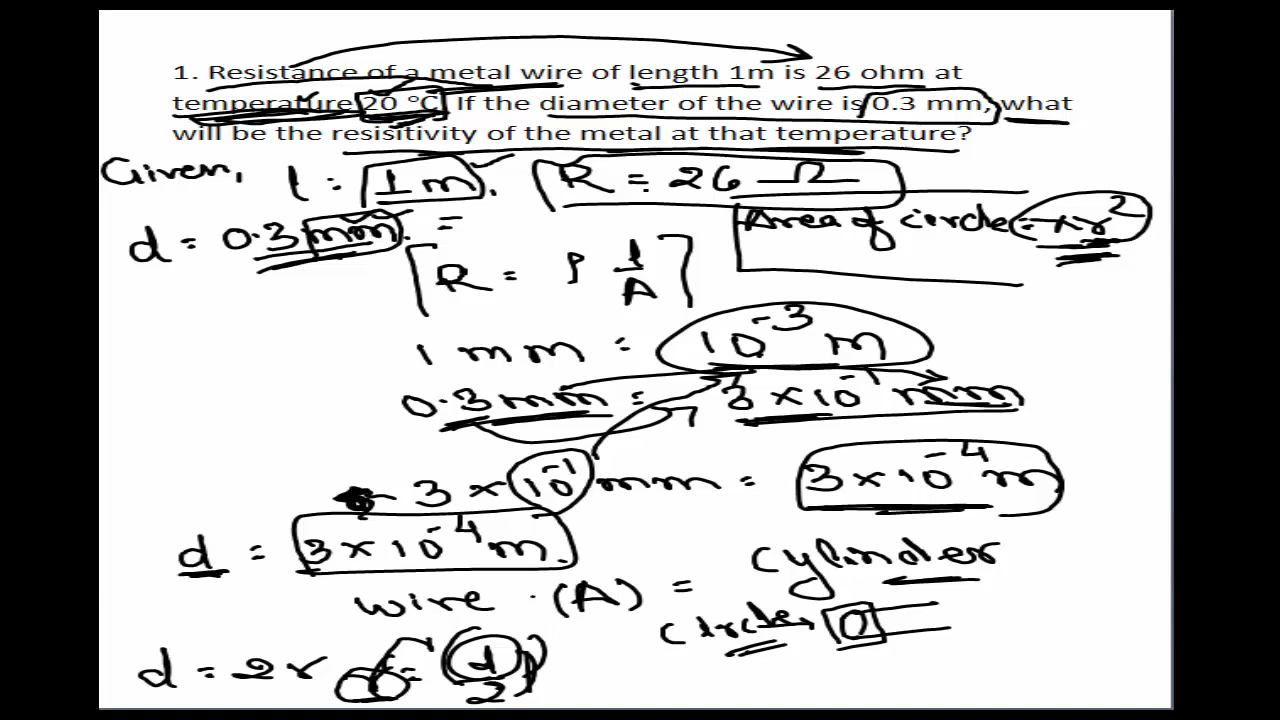 1. Resistance of a metal wire of length 1m is 26 ohm at
temperature 20 °C. If the diameter of the wire is 0.3 mm, what
will be the resisitivity of the metal at that temperature?
Given, l = 1 m, R = 26 Ω
d = 0.3 mm. =
Area of circle = πr²
R = ρ l/A
1 mm = 10⁻³ m
0.3 mm = 3 × 10⁻¹ mm
3 × 10⁻¹ mm = 3 × 10⁻⁴ m
d = 3 × 10⁻⁴ m.
wire (A) = cylinder
circle,
d = 2r r = (d/2)